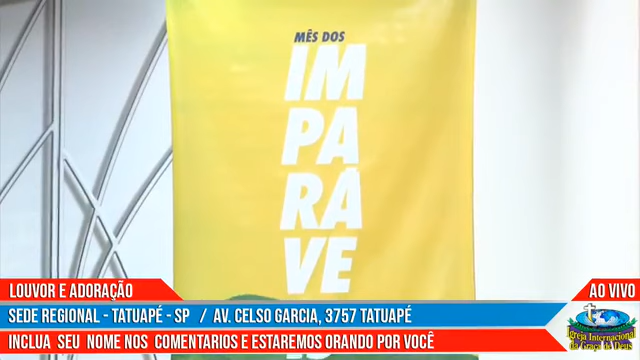 MÊS DOS
IM
PA
RÁ
VE
LOUVOR E ADORAÇÃO
AO VIVO
SEDE REGIONAL - TATUAPÉ - SP / AV. CELSO GARCIA, 3757 TATUAPÉ
INCLUA SEU NOME NOS COMENTARIOS E ESTAREMOS ORANDO POR VOCÊ
Igreja Internacional
da Graça de Deus